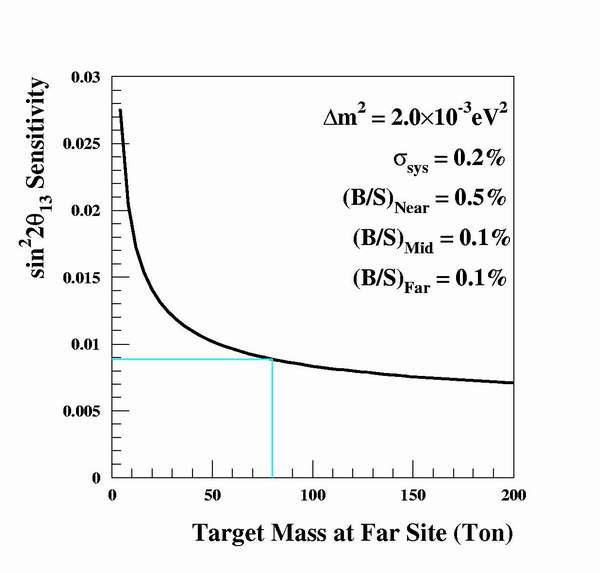 0.03
0.025
0.02
0.015
0.01
0.005
0
sin²2θ₁₃ Sensitivity
Δm² = 2.0×10⁻³eV²
σsys = 0.2%
(B/S)Near = 0.5%
(B/S)Mid = 0.1%
(B/S)Far = 0.1%
0 50 100 150 200
Target Mass at Far Site (Ton)